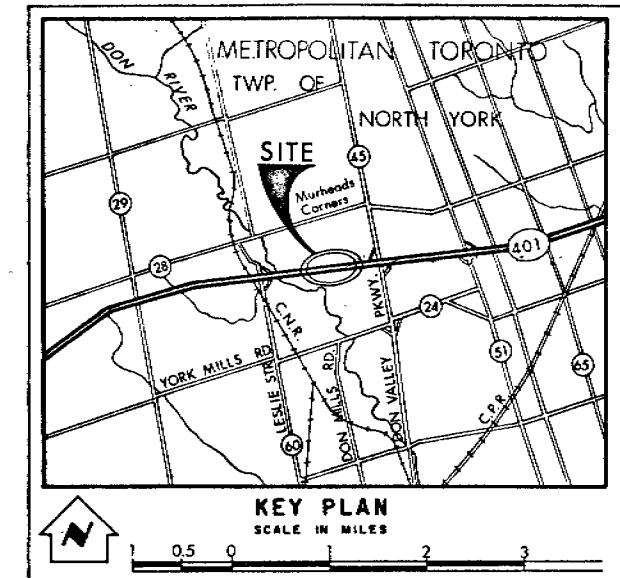 METROPOLITAN TORONTO
TWP. OF
NORTH YORK
DON RIVER
SITE
Murheads
Corners
45
29
28
401
C.N.R.
PKWY.
24
YORK MILLS RD.
LESLIE STR.
DON MILLS RD.
DON VALLEY
51
65
C.P.R.
60
KEY PLAN
SCALE IN MILES
N
1 0.5 0 1 2 3